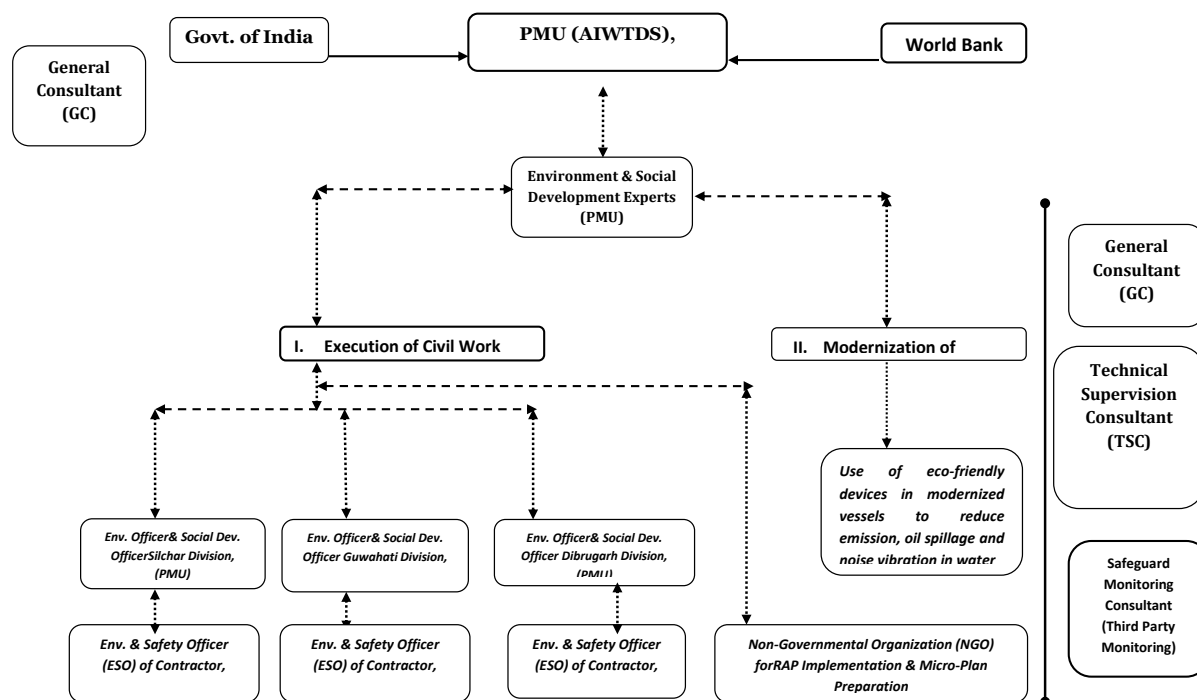 Govt. of India
PMU (AIWTDS),
World Bank
General
Consultant
(GC)
Environment & Social
Development Experts
(PMU)
General
Consultant
(GC)
I. Execution of Civil Work
II. Modernization of
Technical
Supervision
Consultant
(TSC)
Use of eco-friendly
devices in modernized
vessels to reduce
emission, oil spillage and
noise vibration in water
Env. Officer& Social Dev.
OfficerSilchar Division,
(PMU)
Env. Officer& Social Dev.
Officer Guwahati Division,
Env. Officer& Social Dev.
Officer Dibrugarh Division,
(PMU)
Safeguard
Monitoring
Consultant
(Third Party
Monitoring)
Env. & Safety Officer
(ESO) of Contractor,
Env. & Safety Officer
(ESO) of Contractor,
Env. & Safety Officer
(ESO) of Contractor,
Non-Governmental Organization (NGO)
forRAP Implementation & Micro-Plan
Preparation